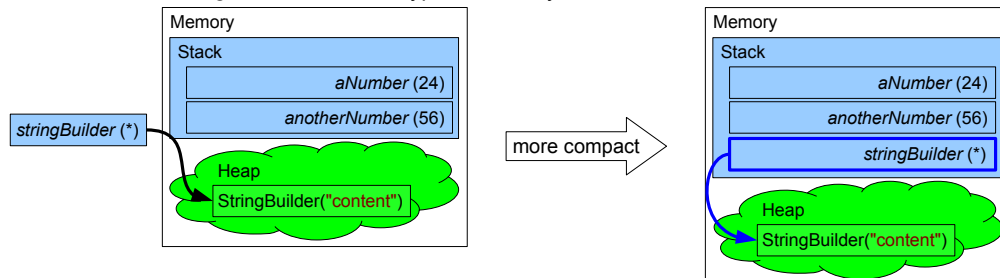 Memory
Stack
aNumber (24)
anotherNumber (56)
stringBuilder (*)
Heap
StringBuilder("content")
more compact
Memory
Stack
aNumber (24)
anotherNumber (56)
stringBuilder (*)
Heap
StringBuilder("content")